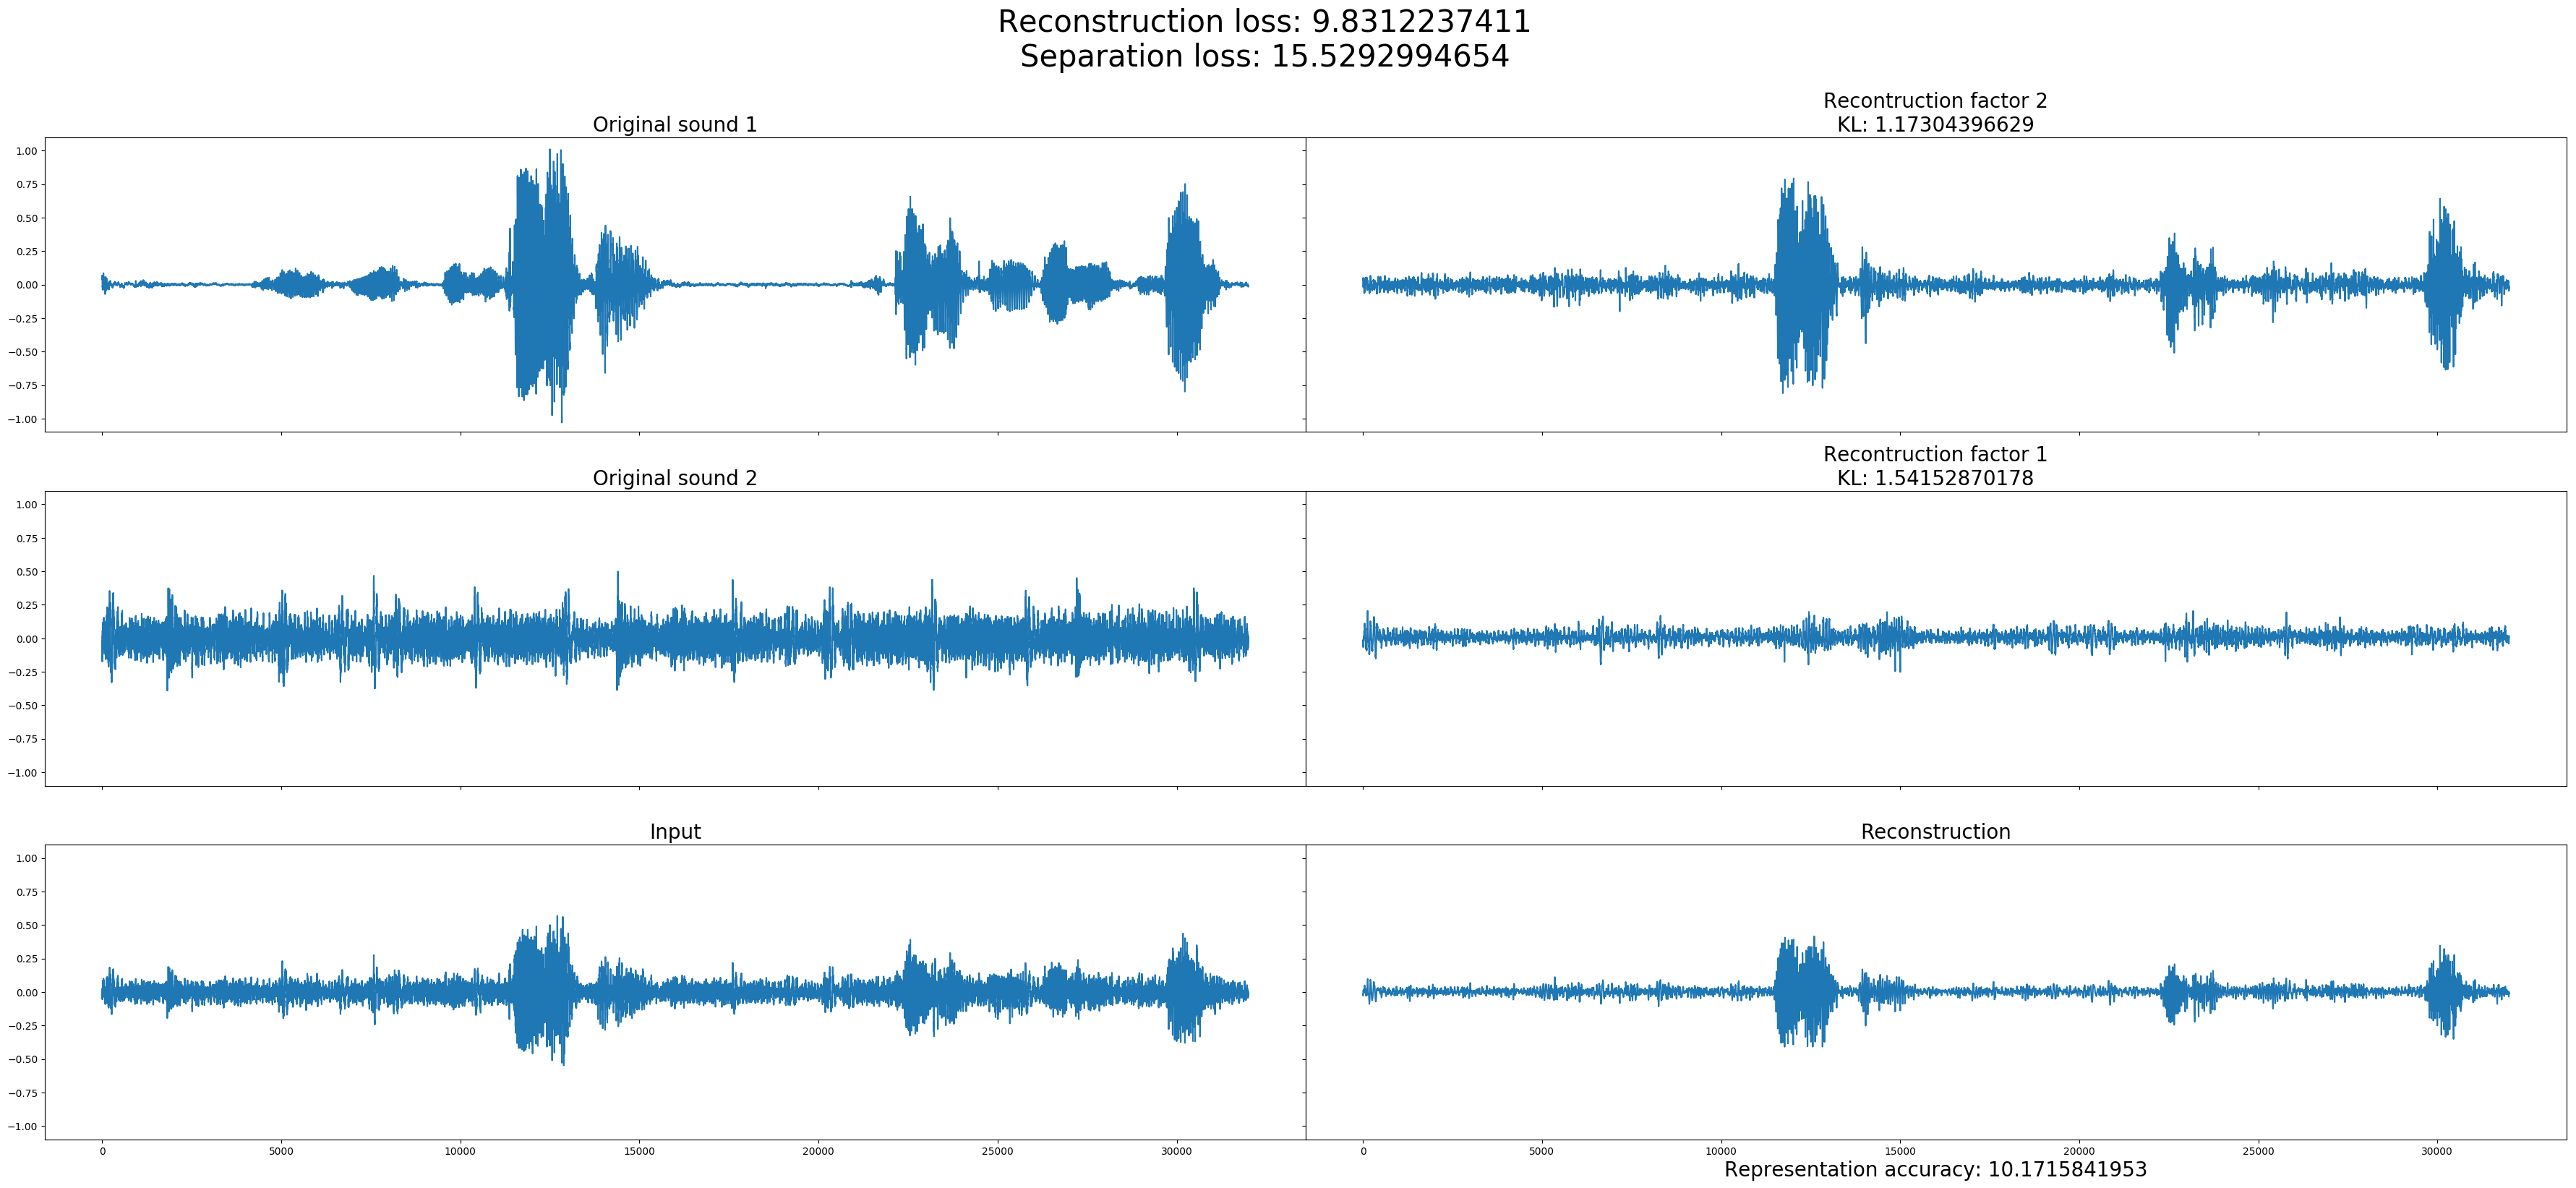 Reconstruction loss: 9.8312237411
Separation loss: 15.5292994654
Original sound 1
1.00
0.75
0.50
0.25
0.00
−0.25
−0.50
−0.75
−1.00
Recontruction factor 2
KL: 1.17304396629
Original sound 2
1.00
0.75
0.50
0.25
0.00
−0.25
−0.50
−0.75
−1.00
Recontruction factor 1
KL: 1.54152870178
Input
1.00
0.75
0.50
0.25
0.00
−0.25
−0.50
−0.75
−1.00
0 5000 10000 15000 20000 25000 30000
Reconstruction
0 5000 10000 15000 20000 25000 30000
Representation accuracy: 10.1715841953